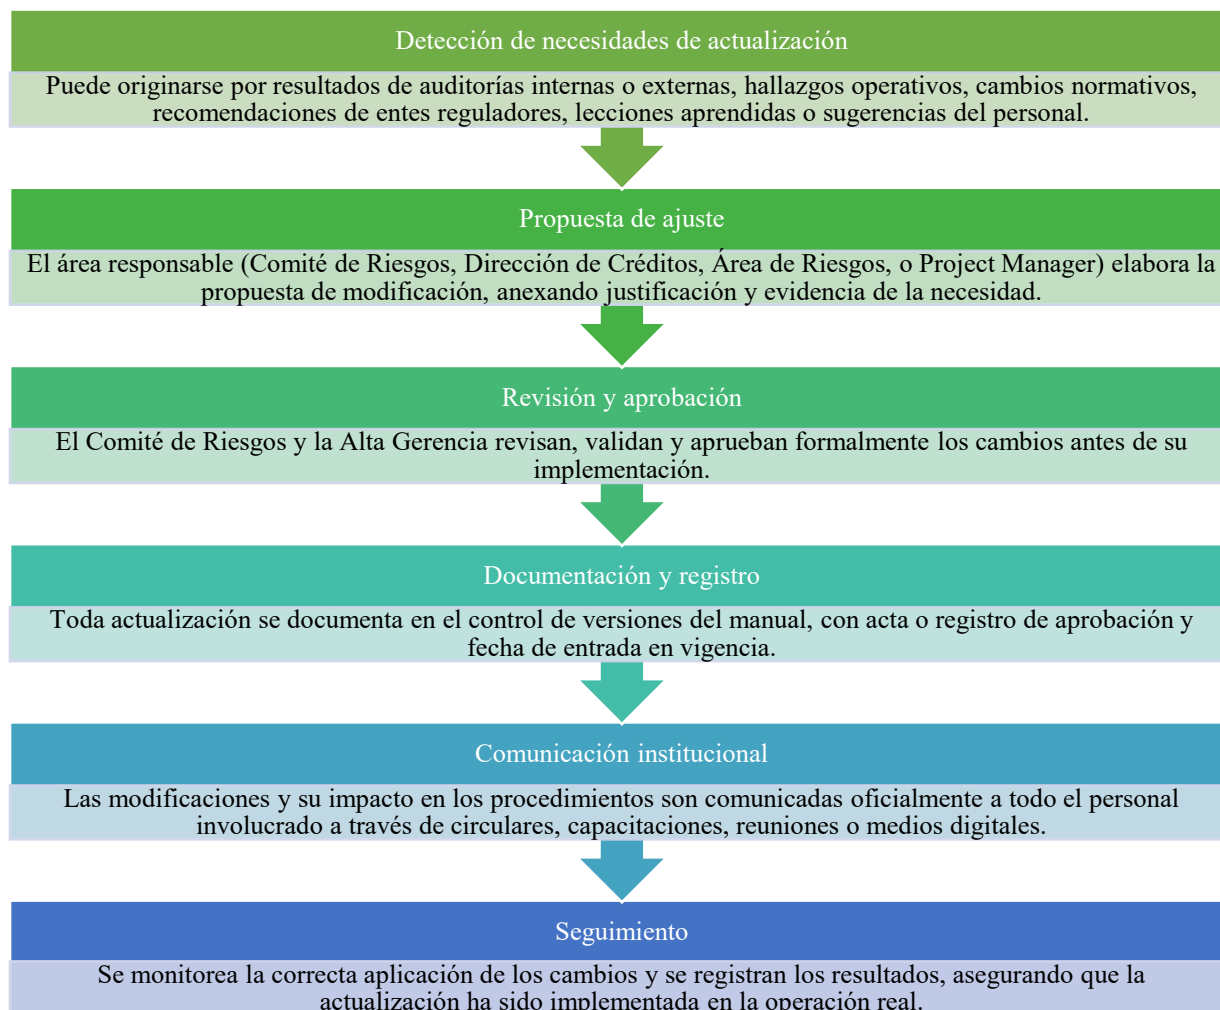 Detección de necesidades de actualización
Puede originarse por resultados de auditorías internas o externas, hallazgos operativos, cambios normativos,
recomendaciones de entes reguladores, lecciones aprendidas o sugerencias del personal.
Propuesta de ajuste
El área responsable (Comité de Riesgos, Dirección de Créditos, Área de Riesgos, o Project Manager) elabora la
propuesta de modificación, anexando justificación y evidencia de la necesidad.
Revisión y aprobación
El Comité de Riesgos y la Alta Gerencia revisan, validan y aprueban formalmente los cambios antes de su
implementación.
Documentación y registro
Toda actualización se documenta en el control de versiones del manual, con acta o registro de aprobación y
fecha de entrada en vigencia.
Comunicación institucional
Las modificaciones y su impacto en los procedimientos son comunicadas oficialmente a todo el personal
involucrado a través de circulares, capacitaciones, reuniones o medios digitales.
Seguimiento
Se monitorea la correcta aplicación de los cambios y se registran los resultados, asegurando que la
actualización ha sido implementada en la operación real.